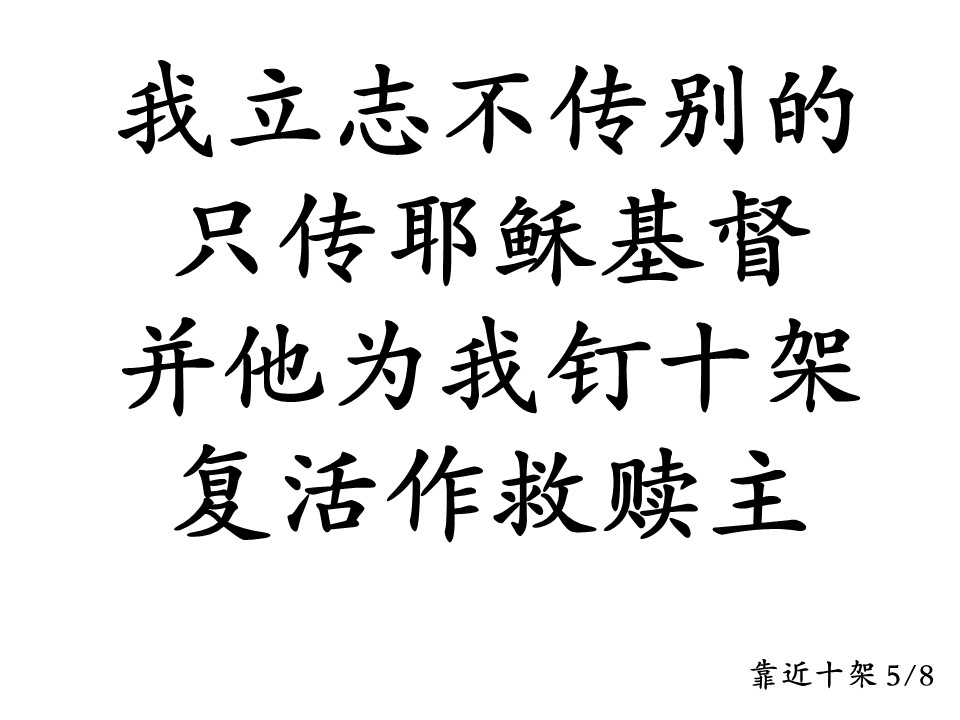 我立志不传别的
只传耶稣基督
并他为我钉十架
复活作救赎主
靠近十架 5/8